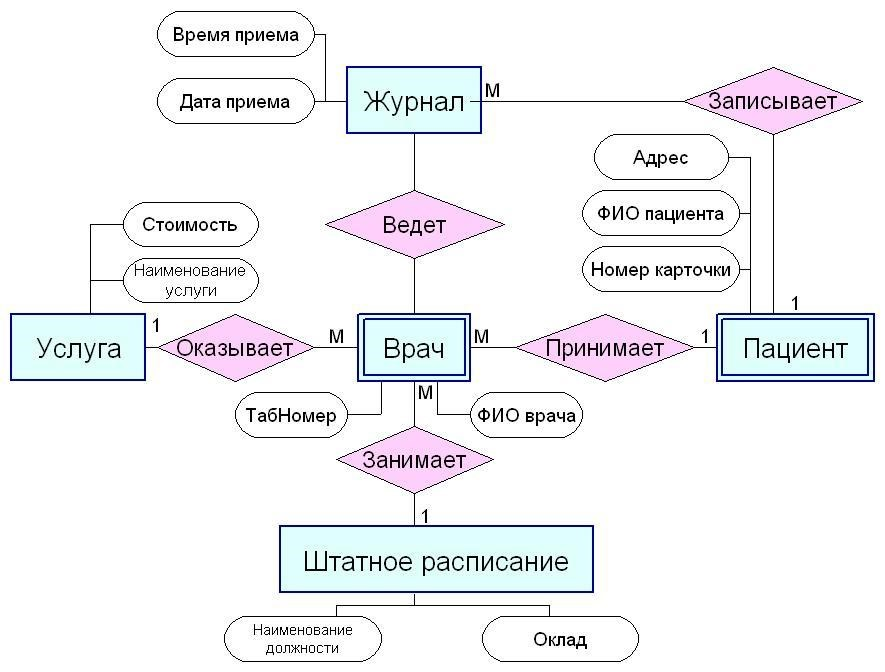 Время приема
Дата приема
Журнал
М
Записывает
Адрес
ФИО пациента
Номер карточки
Ведет
Стоимость
Наименование
услуги
1
Услуга
1
Оказывает
М
Врач
М
Принимает
1
Пациент
ТабНомер
М
ФИО врача
Занимает
1
Штатное расписание
Наименование
должности
Оклад